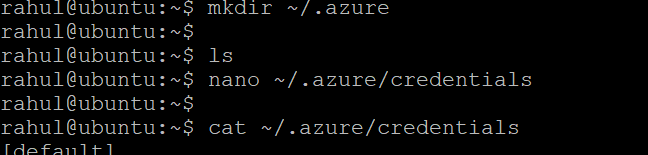 rahul@ubuntu:~$ mkdir ~/.azure
rahul@ubuntu:~$
rahul@ubuntu:~$ ls
rahul@ubuntu:~$ nano ~/.azure/credentials
rahul@ubuntu:~$
rahul@ubuntu:~$ cat ~/.azure/credentials
[default]